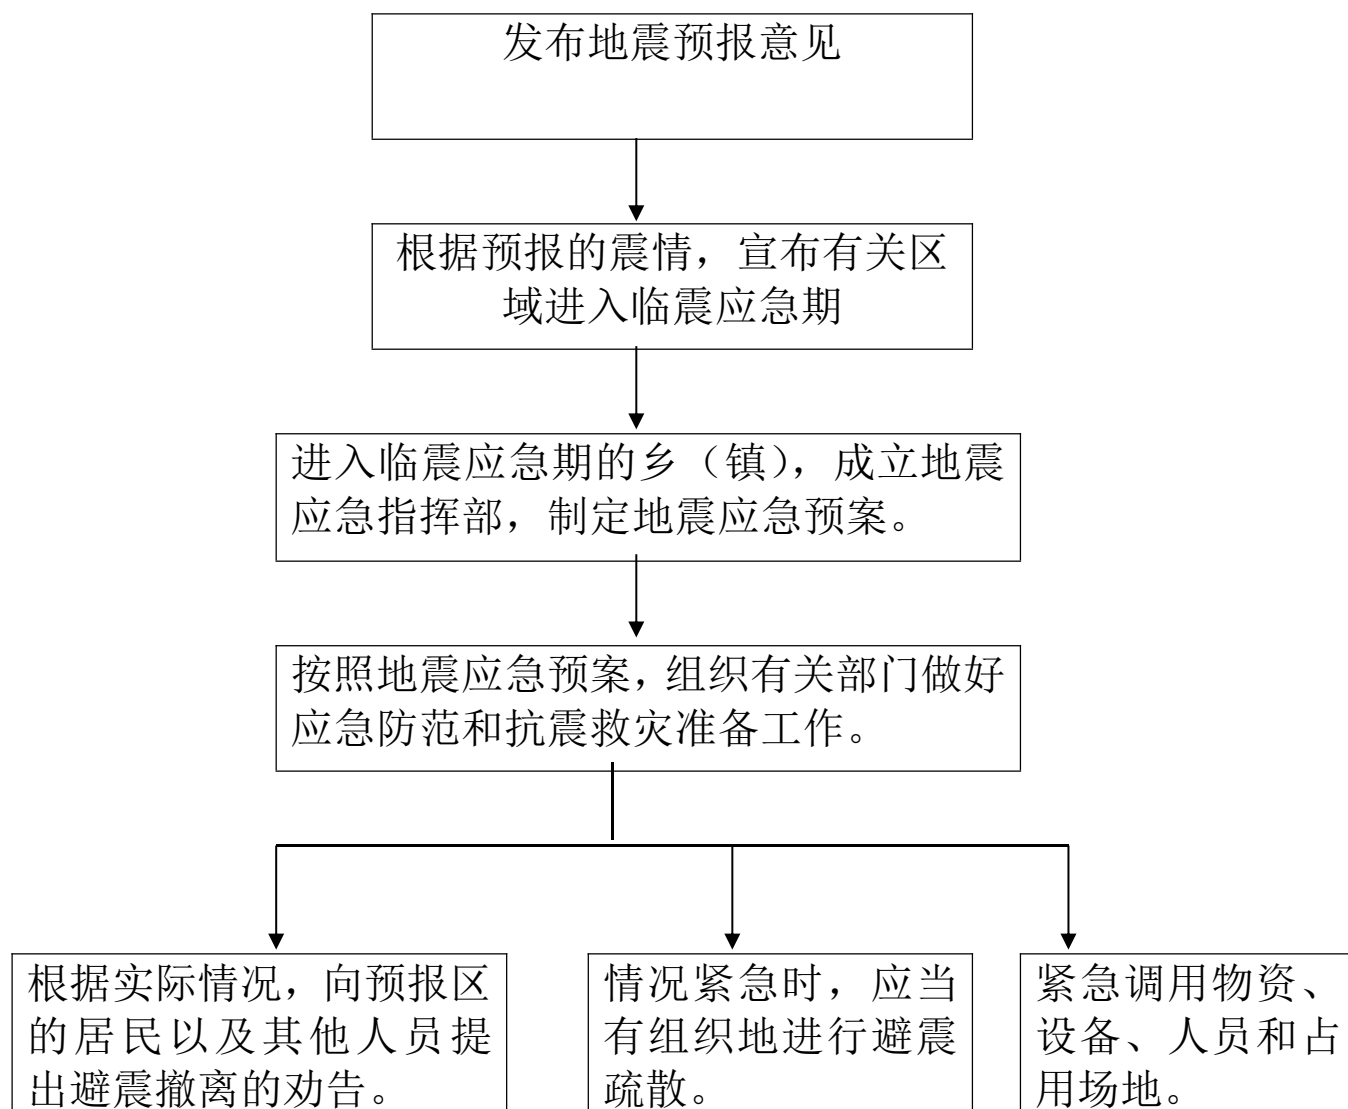 发布地震预报意见
根据预报的震情，宣布有关区
域进入临震应急期
进入临震应急期的乡（镇），成立地震
应急指挥部，制定地震应急预案。
按照地震应急预案，组织有关部门做好
应急防范和抗震救灾准备工作。
根据实际情况，向预报区
的居民以及其他人员提
出避震撤离的劝告。
情况紧急时，应当
有组织地进行避震
疏散。
紧急调用物资、
设备、人员和占
用场地。